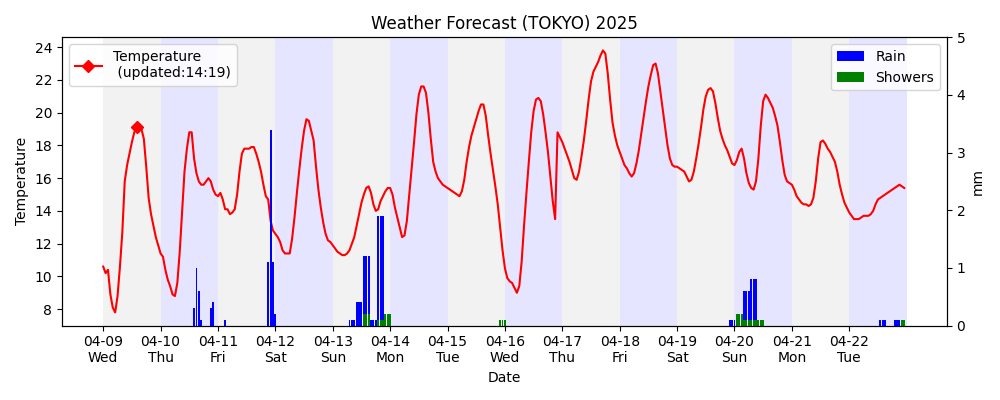 Weather Forecast (TOKYO) 2025
Temperature
(updated:14:19)
Rain
Showers
Temperature
24
22
20
18
16
14
12
10
8
5
4
3
2
1
0
mm
04-09 04-10 04-11 04-12 04-13 04-14 04-15 04-16 04-17 04-18 04-19 04-20 04-21 04-22
Wed Thu Fri Sat Sun Mon Tue Wed Thu Fri Sat Sun Mon Tue
Date